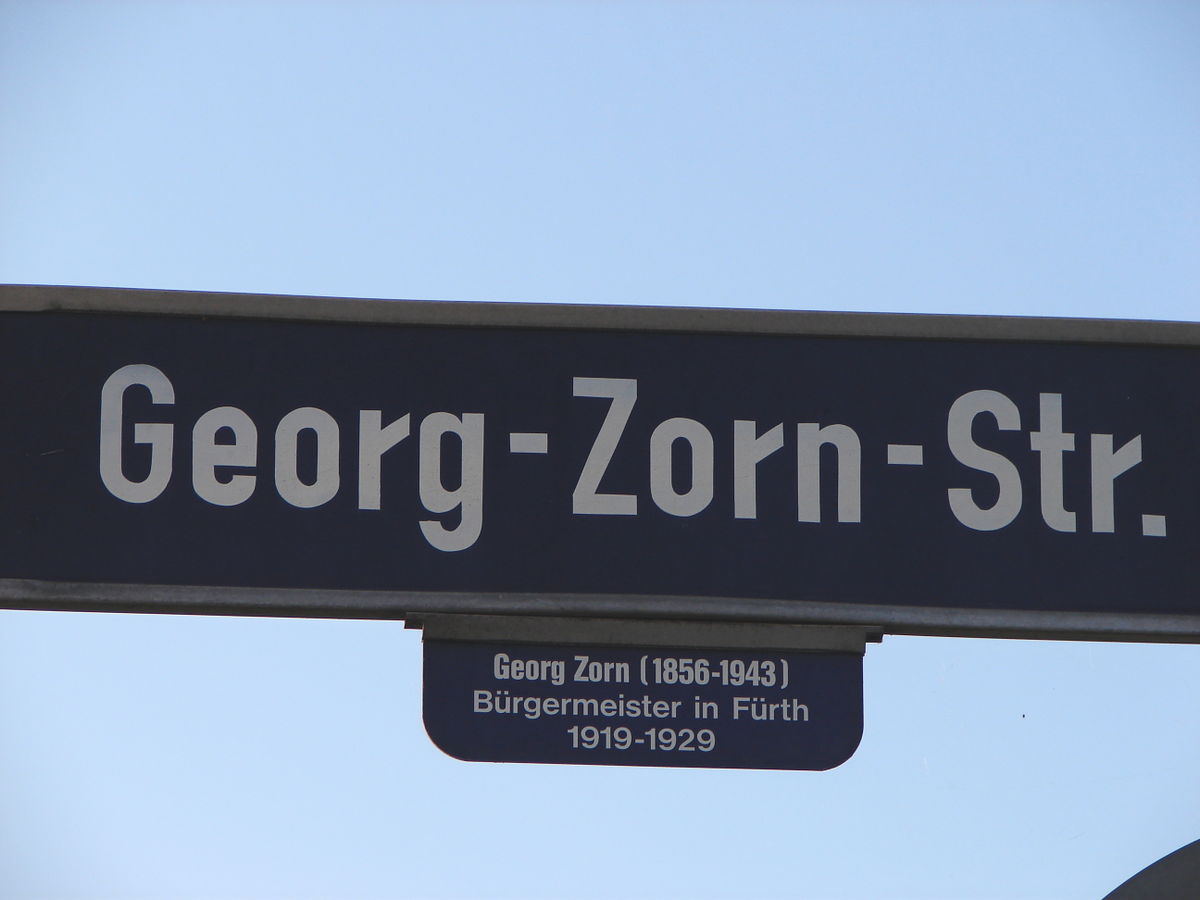 Georg-Zorn-Str.
Georg Zorn (1856-1943)
Bürgermeister in Fürth
1919-1929